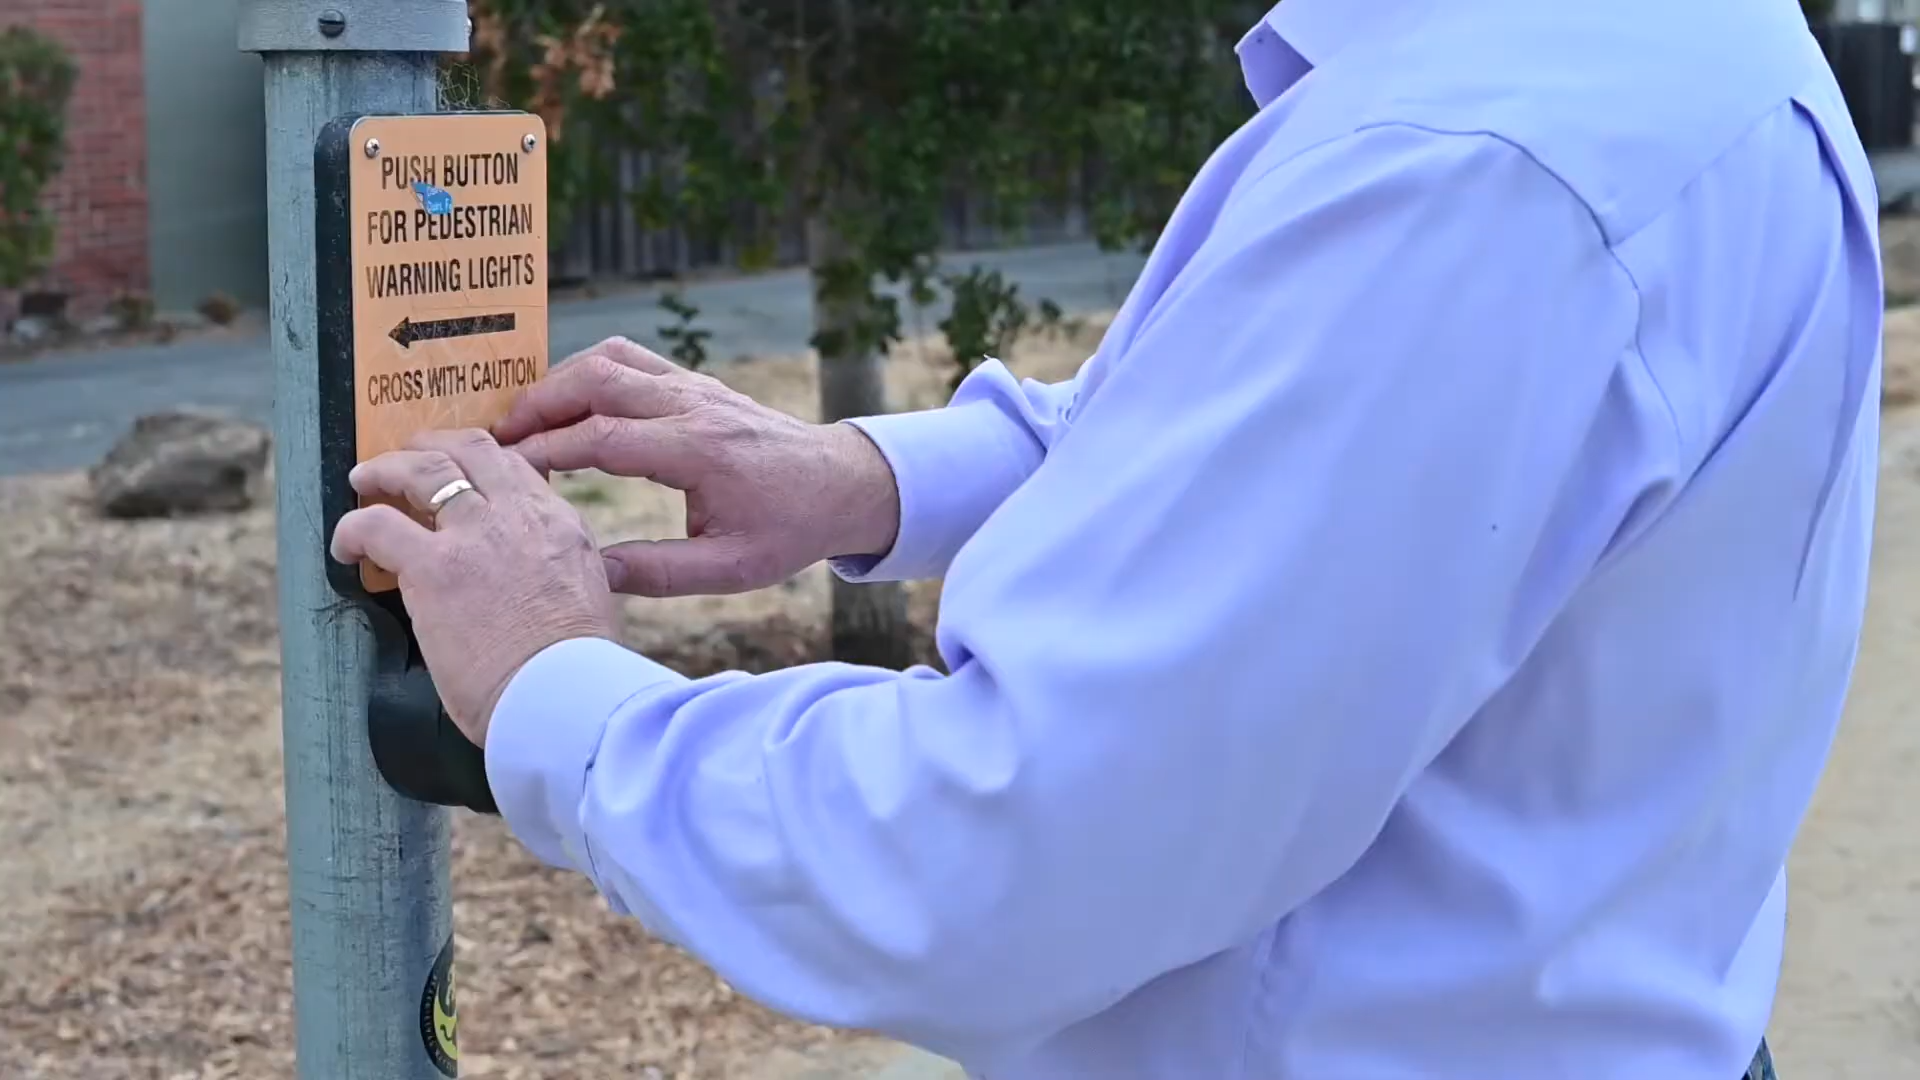 PUSH BUTTON
FOR PEDESTRIAN
WARNING LIGHTS
CROSS WITH CAUTION